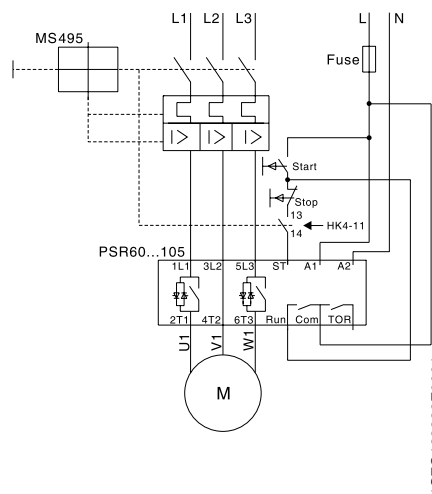 L1 L2 L3 L N
MS495
Fuse
I> I> I>
Start
Stop
13
14
HK4-11
PSR60...105
1L1 3L2 5L3 ST A1 A2
2T1 4T2 6T3 Run Com TOR
U1 V1 W1
M